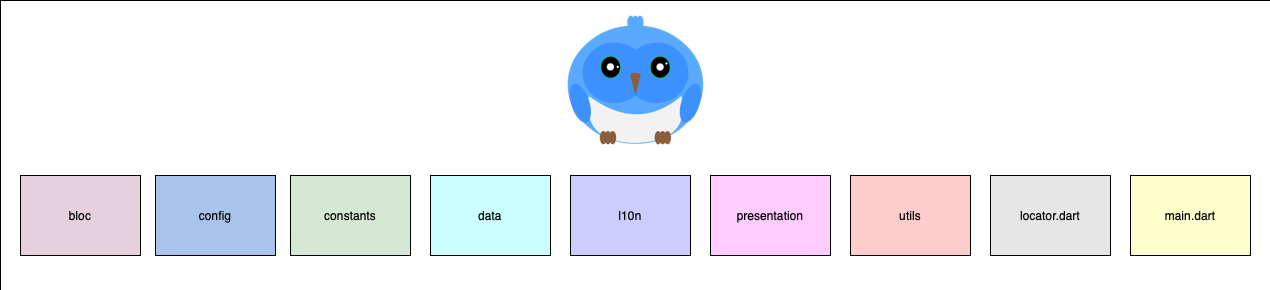 bloc
config
constants
data
l10n
presentation
utils
locator.dart
main.dart